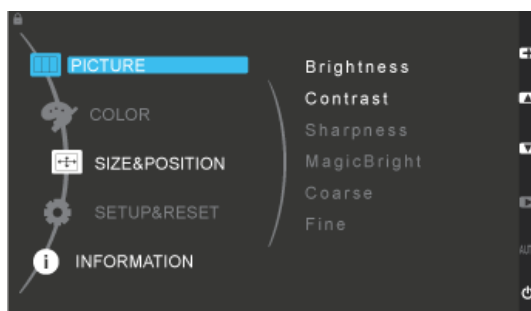 PICTURE
COLOR
SIZE&POSITION
SETUP&RESET
INFORMATION
Brightness
Contrast
Sharpness
MagicBright
Coarse
Fine